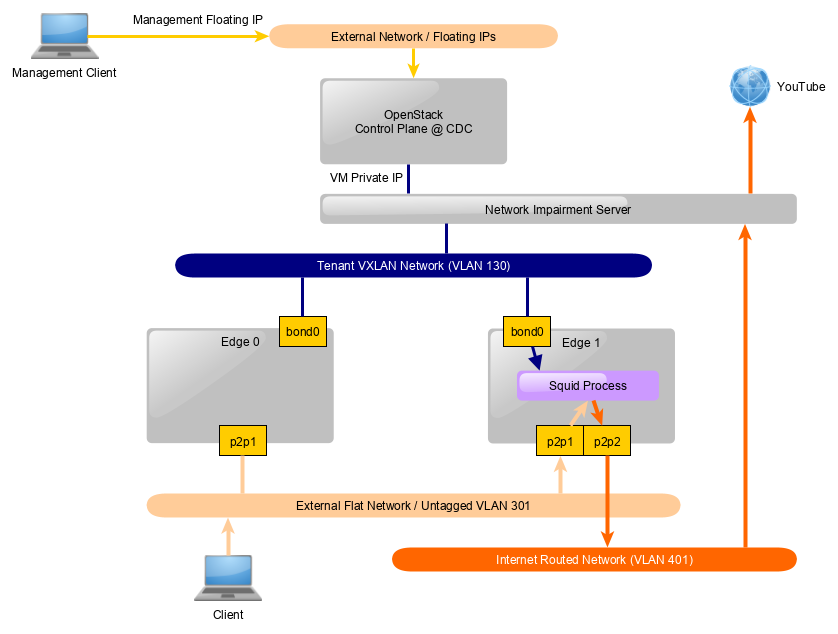 Management Floating IP
External Network / Floating IPs
Management Client
YouTube
OpenStack
Control Plane @ CDC
VM Private IP
Network Impairment Server
Tenant VXLAN Network (VLAN 130)
bond0
Edge 0
bond0
Edge 1
Squid Process
p2p1
p2p1
p2p2
External Flat Network / Untagged VLAN 301
Internet Routed Network (VLAN 401)
Client